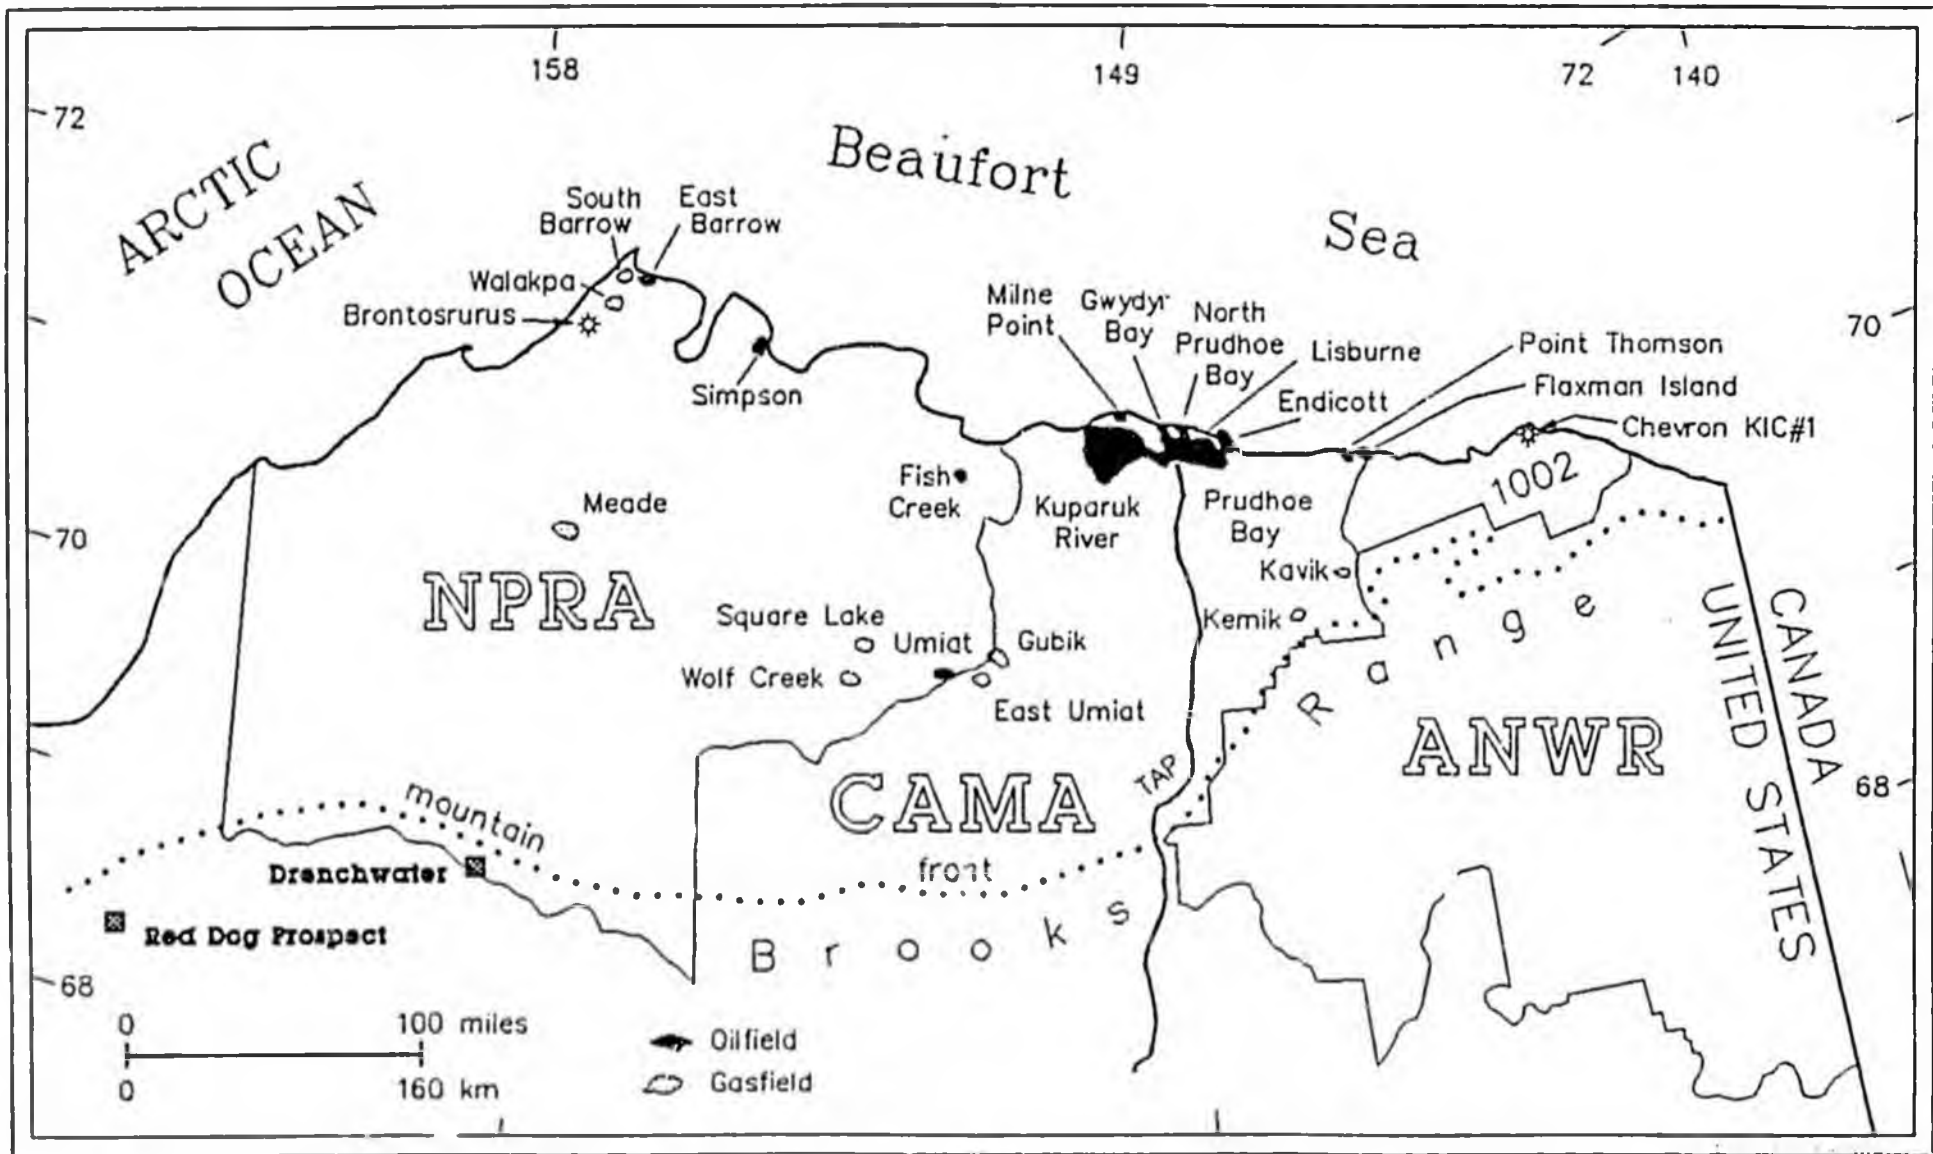 158
149
72 140
72
ARCTIC
OCEAN
Beaufort
Sea
South
Barrow
East
Barrow
Walakpa
Brontosrurus
Simpson
Milne
Point
Gwydyr
Bay
North
Prudhoe
Bay
Lisburne
Endicott
Point Thomson
Flaxman Island
Chevron KIC#1
70
1002
Fish
Creek
Kuparuk
River
Prudhoe
Bay
Meade
70
NPRA
Kavik
Kemik
Square Lake
Umiat
Gubik
Wolf Creek
East Umiat
CANADA
UNITED STATES
ANWR
CAMA
TAP
68
mountain
front
Drenchwater
Red Dog Prospect
Brooks
Range
68
0 100 miles
0 160 km
Oilfield
Gasfield